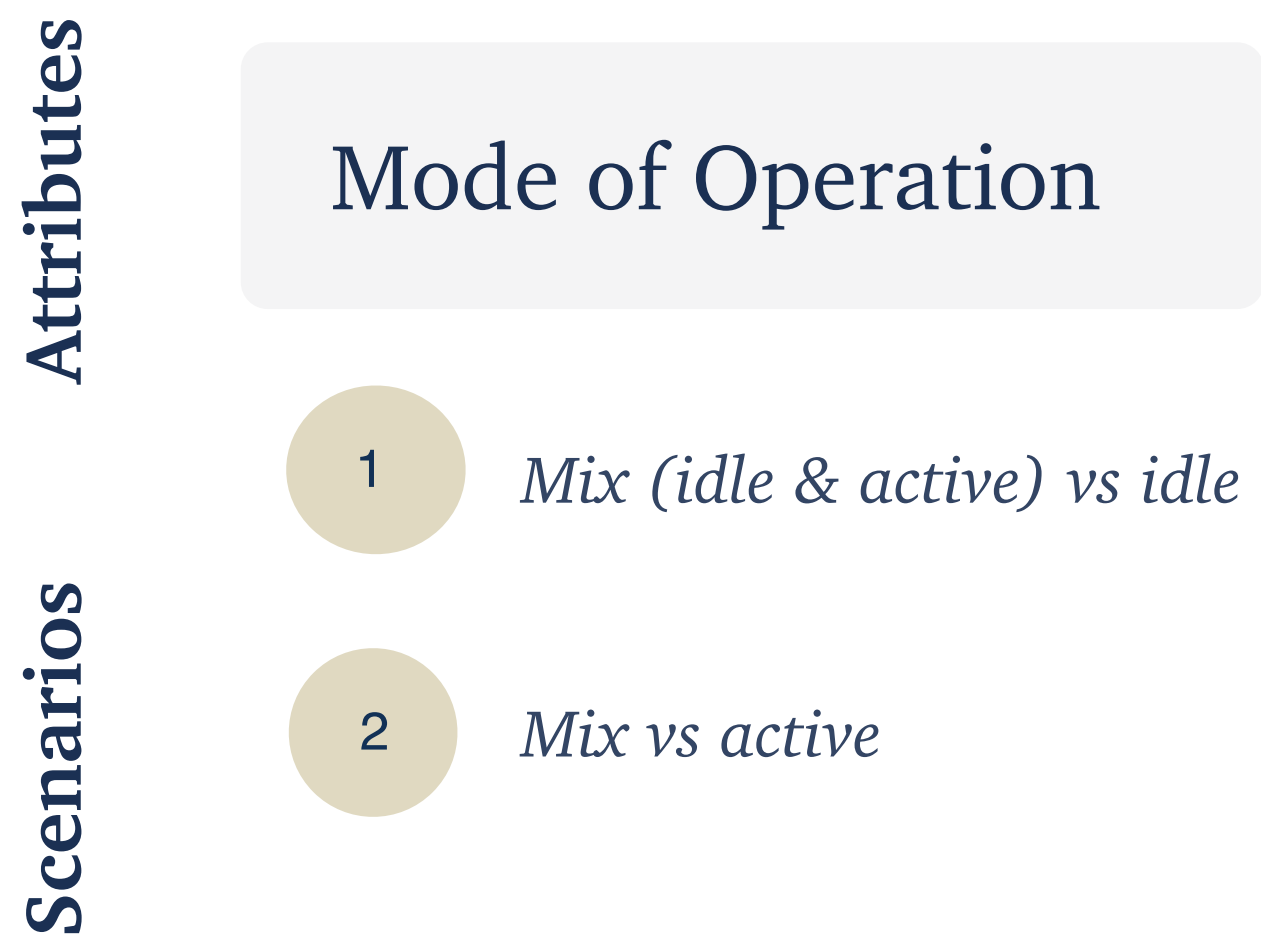 Attributes
Mode of Operation
Scenarios
1
Mix (idle & active) vs idle
2
Mix vs active